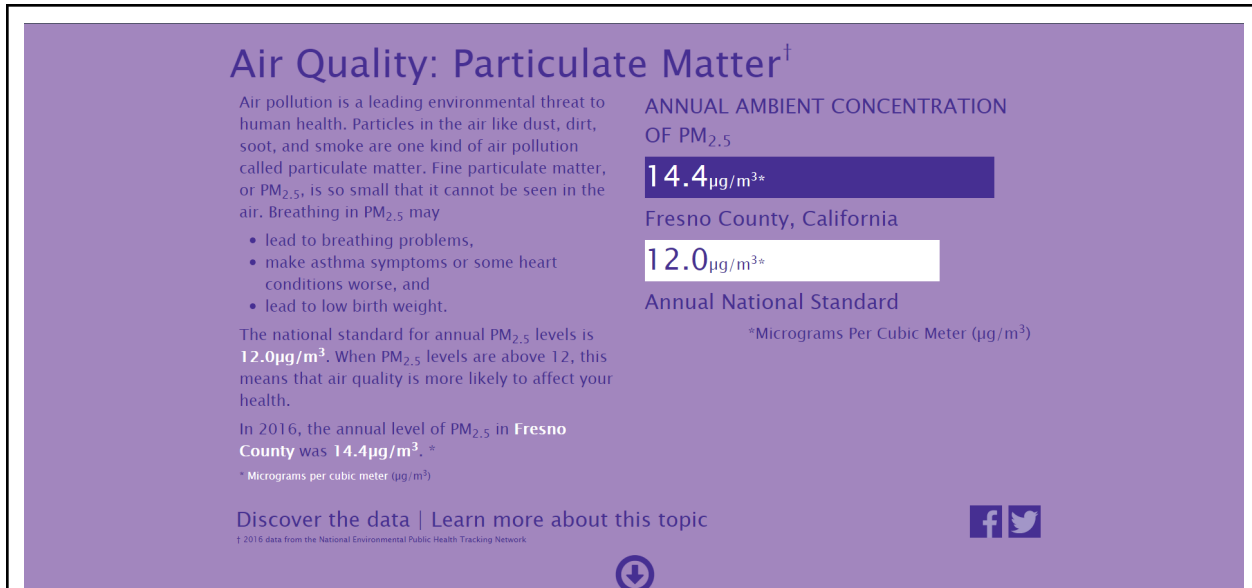 Air Quality: Particulate Matter†
Air pollution is a leading environmental threat to
human health. Particles in the air like dust, dirt,
soot, and smoke are one kind of air pollution
called particulate matter. Fine particulate matter,
or PM2.5, is so small that it cannot be seen in the
air. Breathing in PM2.5 may
• lead to breathing problems,
• make asthma symptoms or some heart
conditions worse, and
• lead to low birth weight.
The national standard for annual PM2.5 levels is
12.0µg/m³. When PM2.5 levels are above 12, this
means that air quality is more likely to affect your
health.
In 2016, the annual level of PM2.5 in Fresno
County was 14.4µg/m³. *
* Micrograms per cubic meter (µg/m³)
ANNUAL AMBIENT CONCENTRATION
OF PM2.5
14.4µg/m³*
Fresno County, California
12.0µg/m³*
Annual National Standard
*Micrograms Per Cubic Meter (µg/m³)
Discover the data | Learn more about this topic
† 2016 data from the National Environmental Public Health Tracking Network